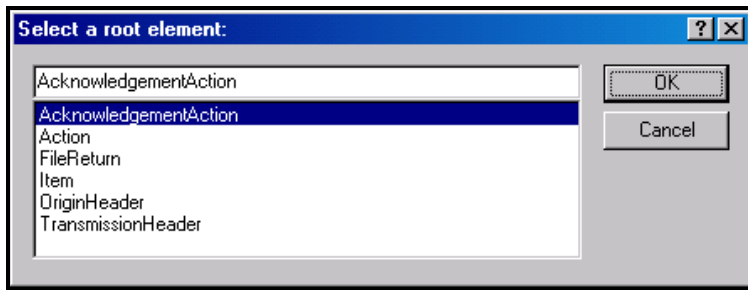 Select a root element:
?
AcknowledgementAction
OK
AcknowledgementAction
Action
Cancel
FileReturn
Item
OriginHeader
TransmissionHeader